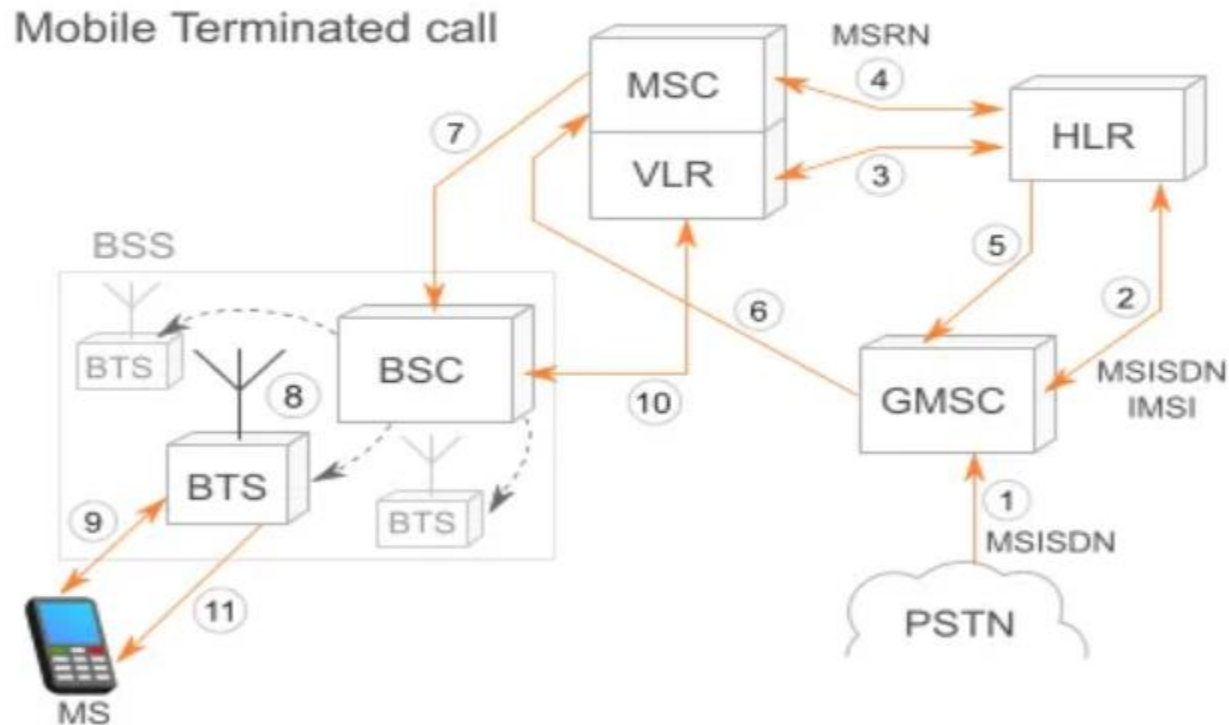 Mobile Terminated call
MSRN
MSC
4
HLR
7
VLR
3
BSS
5
2
6
BTS
BSC
8
10
GMSC
MSISDN
IMSI
BTS
BTS
1
9
MSISDN
11
PSTN
MS